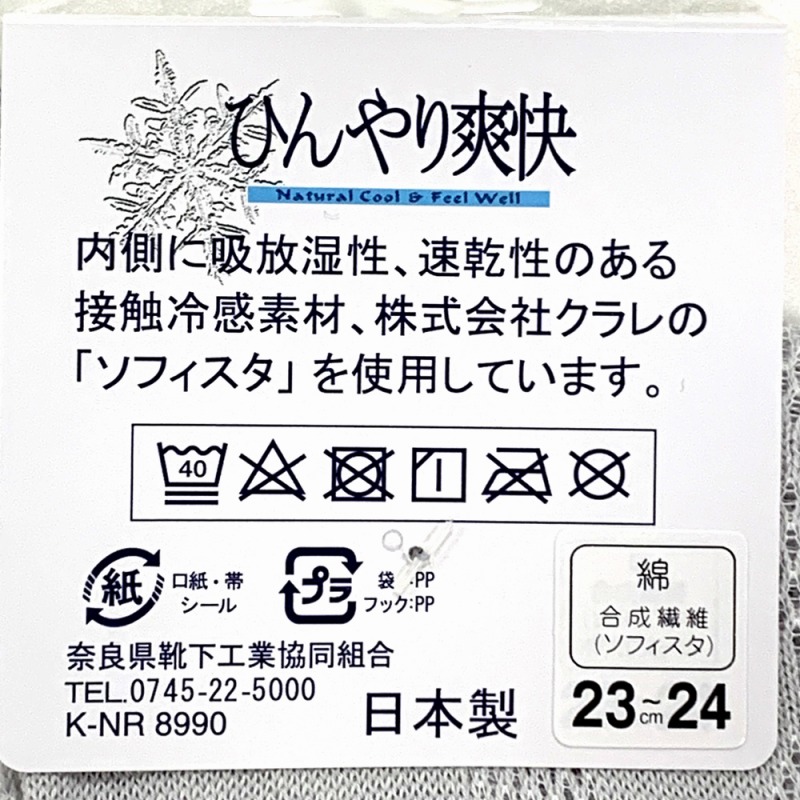 ひんやり爽快
Natural Cool & Feel Well
内側に吸放湿性、速乾性のある
接触冷感素材、株式会社クラレの
「ソフィスタ」を使用しています。
40
紙
口紙・帯
シール
プラ
袋:PP
フック:PP
奈良県靴下工業協同組合
TEL.0745-22-5000
K-NR 8990
日本製
綿
合成繊維
(ソフィスタ)
23~24
cm